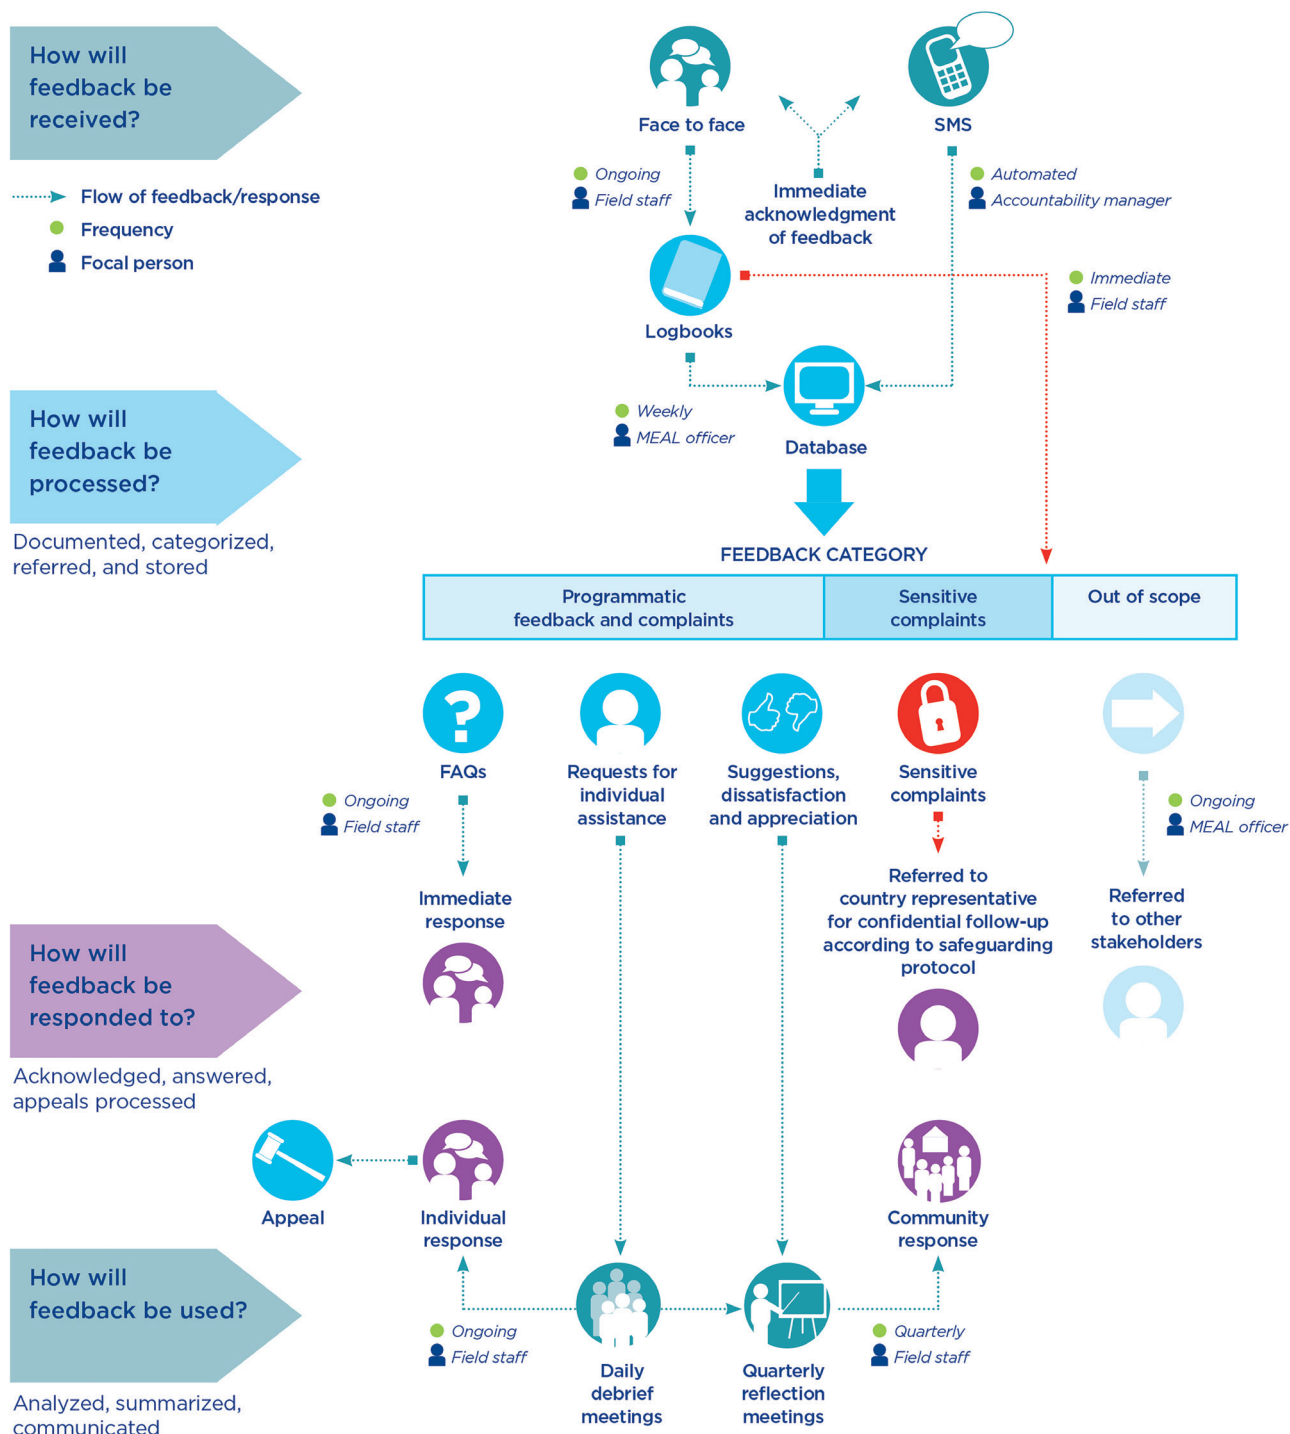 How will
feedback be
received?
Flow of feedback/response
Frequency
Focal person
Face to face
SMS
Ongoing
Field staff
Immediate
acknowledgment
of feedback
Automated
Accountability manager
Immediate
Field staff
Logbooks
Weekly
MEAL officer
Database
How will
feedback be
processed?
Documented, categorized,
referred, and stored
FEEDBACK CATEGORY
Programmatic
feedback and complaints
Sensitive
complaints
Out of scope
FAQs
Requests for
individual
assistance
Suggestions,
dissatisfaction
and appreciation
Sensitive
complaints
Ongoing
Field staff
Ongoing
MEAL officer
Immediate
response
Referred to
country representative
for confidential follow-up
according to safeguarding
protocol
Referred
to other
stakeholders
How will
feedback be
responded to?
Acknowledged, answered,
appeals processed
Appeal
Individual
response
Community
response
How will
feedback be used?
Analyzed, summarized,
communicated
Ongoing
Field staff
Quarterly
Field staff
Daily
debrief
meetings
Quarterly
reflection
meetings